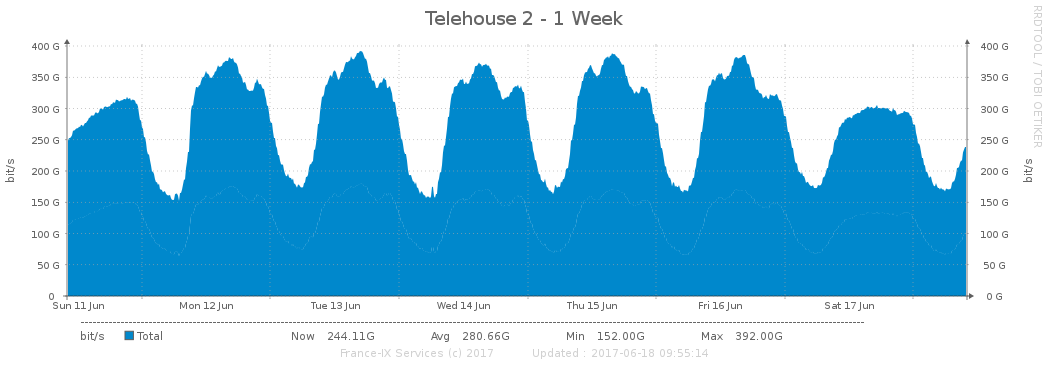 Telehouse 2 - 1 Week
RRDTOOL / TOBI OETIKER
400 G 400 G
350 G 350 G
300 G 300 G
250 G 250 G
200 G 200 G
150 G 150 G
100 G 100 G
50 G 50 G
0 0 G
bit/s bit/s
Sun 11 Jun Mon 12 Jun Tue 13 Jun Wed 14 Jun Thu 15 Jun Fri 16 Jun Sat 17 Jun
bit/s Total Now 244.11G Avg 280.66G Min 152.00G Max 392.00G
France-IX Services (c) 2017 Updated : 2017-06-18 09:55:14